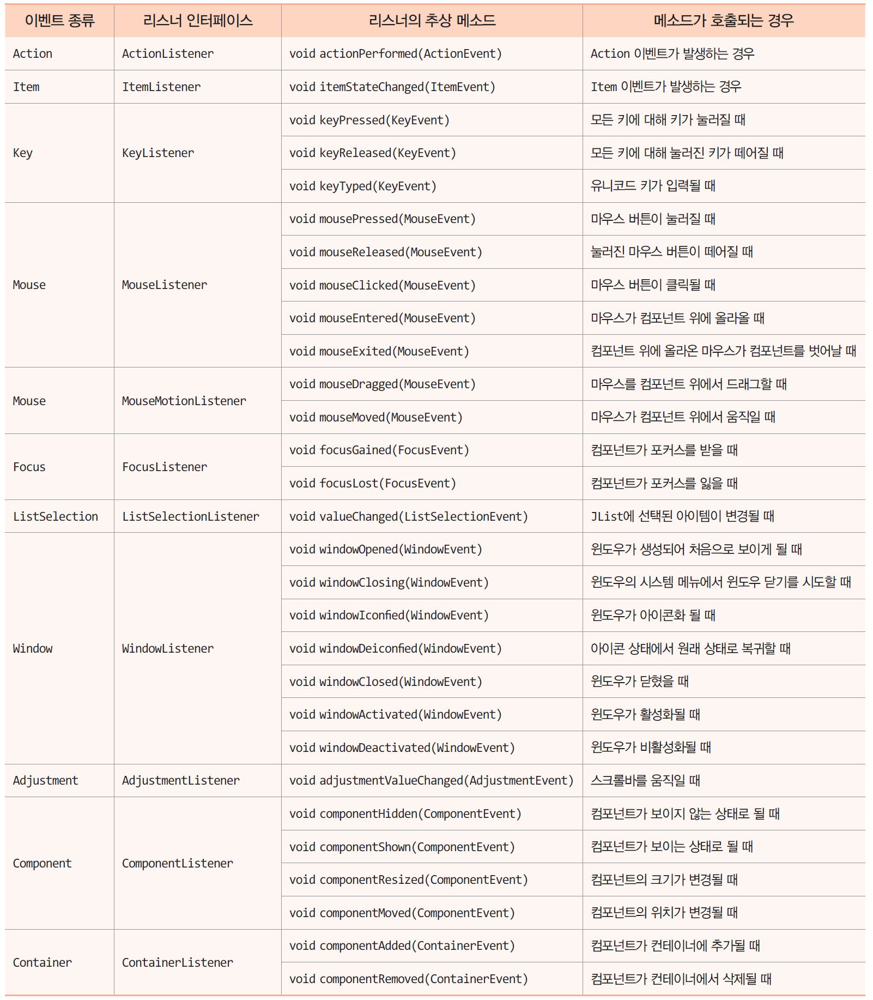 이벤트 종류 리스너 인터페이스 리스너의 추상 메소드 메소드가 호출되는 경우
Action ActionListener void actionPerformed(ActionEvent) Action 이벤트가 발생하는 경우
Item ItemListener void itemStateChanged(ItemEvent) Item 이벤트가 발생하는 경우
Key KeyListener void keyPressed(KeyEvent) 모든 키에 대해 키가 눌러질 때
void keyReleased(KeyEvent) 모든 키에 대해 눌러진 키가 떼어질 때
void keyTyped(KeyEvent) 유니코드 키가 입력될 때
Mouse MouseListener void mousePressed(MouseEvent) 마우스 버튼이 눌러질 때
void mouseReleased(MouseEvent) 눌러진 마우스 버튼이 떼어질 때
void mouseClicked(MouseEvent) 마우스 버튼이 클릭될 때
void mouseEntered(MouseEvent) 마우스가 컴포넌트 위에 올라올 때
void mouseExited(MouseEvent) 컴포넌트 위에 올라온 마우스가 컴포넌트를 벗어날 때
Mouse MouseMotionListener void mouseDragged(MouseEvent) 마우스를 컴포넌트 위에서 드래그할 때
void mouseMoved(MouseEvent) 마우스가 컴포넌트 위에서 움직일 때
Focus FocusListener void focusGained(FocusEvent) 컴포넌트가 포커스를 받을 때
void focusLost(FocusEvent) 컴포넌트가 포커스를 잃을 때
ListSelection ListSelectionListener void valueChanged(ListSelectionEvent) JList에 선택된 아이템이 변경될 때
Window WindowListener void windowOpened(WindowEvent) 윈도우가 생성되어 처음으로 보이게 될 때
void windowClosing(WindowEvent) 윈도우의 시스템 메뉴에서 윈도우 닫기를 시도할 때
void windowIconfied(WindowEvent) 윈도우가 아이콘화 될 때
void windowDeiconfied(WindowEvent) 아이콘 상태에서 원래 상태로 복귀할 때
void windowClosed(WindowEvent) 윈도우가 닫혔을 때
void windowActivated(WindowEvent) 윈도우가 활성화될 때
void windowDeactivated(WindowEvent) 윈도우가 비활성화될 때
Adjustment AdjustmentListener void adjustmentValueChanged(AdjustmentEvent) 스크롤바를 움직일 때
Component ComponentListener void componentHidden(ComponentEvent) 컴포넌트가 보이지 않는 상태로 될 때
void componentShown(ComponentEvent) 컴포넌트가 보이는 상태로 될 때
void componentResized(ComponentEvent) 컴포넌트의 크기가 변경될 때
void componentMoved(ComponentEvent) 컴포넌트의 위치가 변경될 때
Container ContainerListener void componentAdded(ContainerEvent) 컴포넌트가 컨테이너에 추가될 때
void componentRemoved(ContainerEvent) 컴포넌트가 컨테이너에서 삭제될 때